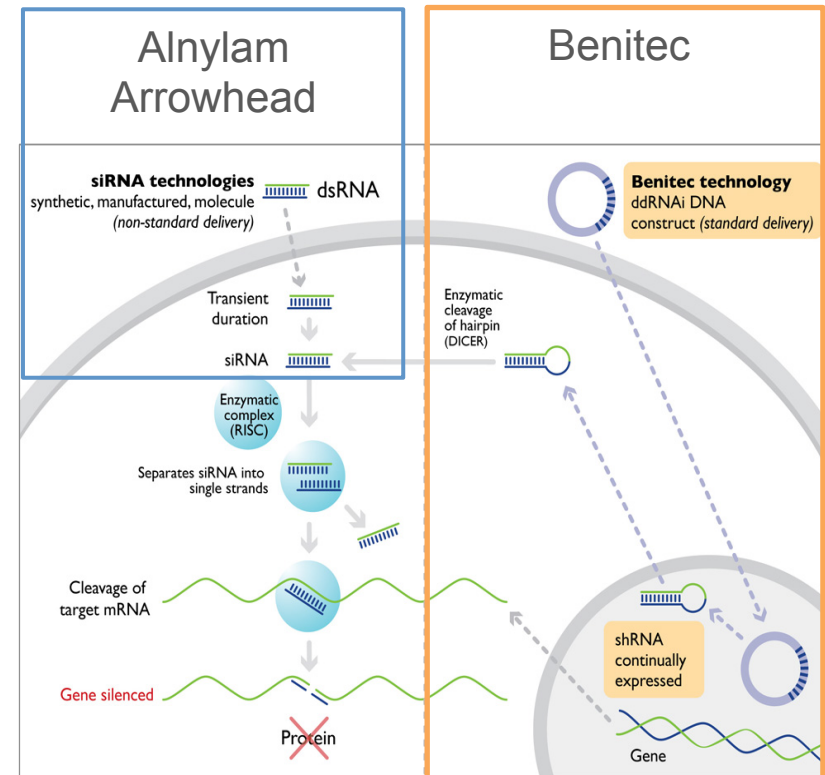 Alnylam
Arrowhead
Benitec
siRNA technologies
synthetic, manufactured, molecule
(non-standard delivery)
dsRNA
Benitec technology
ddRNAi DNA
construct (standard delivery)
Transient
duration
Enzymatic
cleavage
of hairpin
(DICER)
siRNA
Enzymatic
complex
(RISC)
Separates siRNA into
single strands
Cleavage of
target mRNA
shRNA
continually
expressed
Gene silenced
Protein
Gene